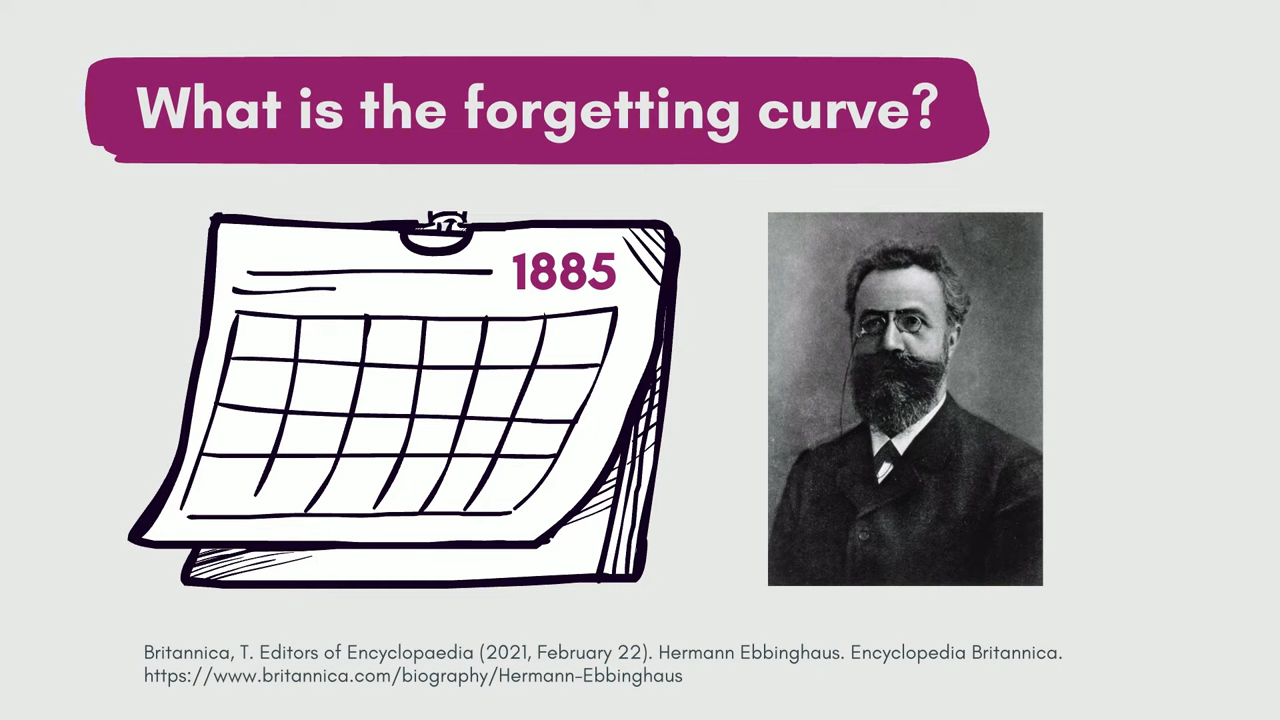 What is the forgetting curve?
1885
Britannica, T. Editors of Encyclopaedia (2021, February 22). Hermann Ebbinghaus. Encyclopedia Britannica.
https://www.britannica.com/biography/Hermann-Ebbinghaus